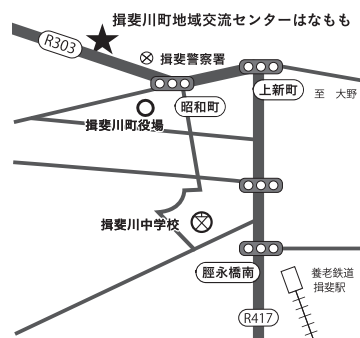 揖斐川町地域交流センターはなもも
R303
揖斐警察署
上新町
昭和町
至　大野
揖斐川町役場
揖斐川中学校
脛永橋南
養老鉄道
揖斐駅
R417